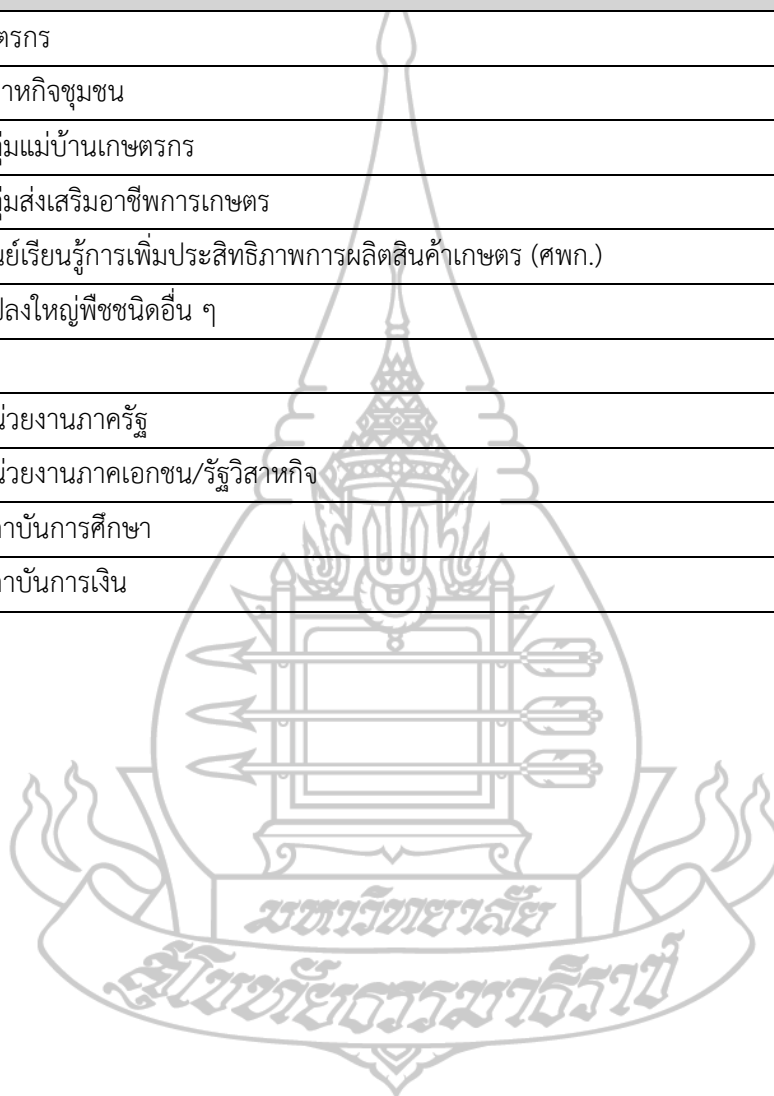 ตรกร
าหกิจชุมชน
ุ่มแม่บ้านเกษตรกร
ุ่มส่งเสริมอาชีพการเกษตร
นย์เรียนรู้การเพิ่มประสิทธิภาพการผลิตสินค้าเกษตร (ศพก.)
ปลงใหญ่พืชชนิดอื่น ๆ
น่วยงานภาครัฐ
น่วยงานภาคเอกชน/รัฐวิสาหกิจ
าบันการศึกษา
าบันการเงิน
มหาวิทยาลัย
สุโขทัยธรรมาธิราช